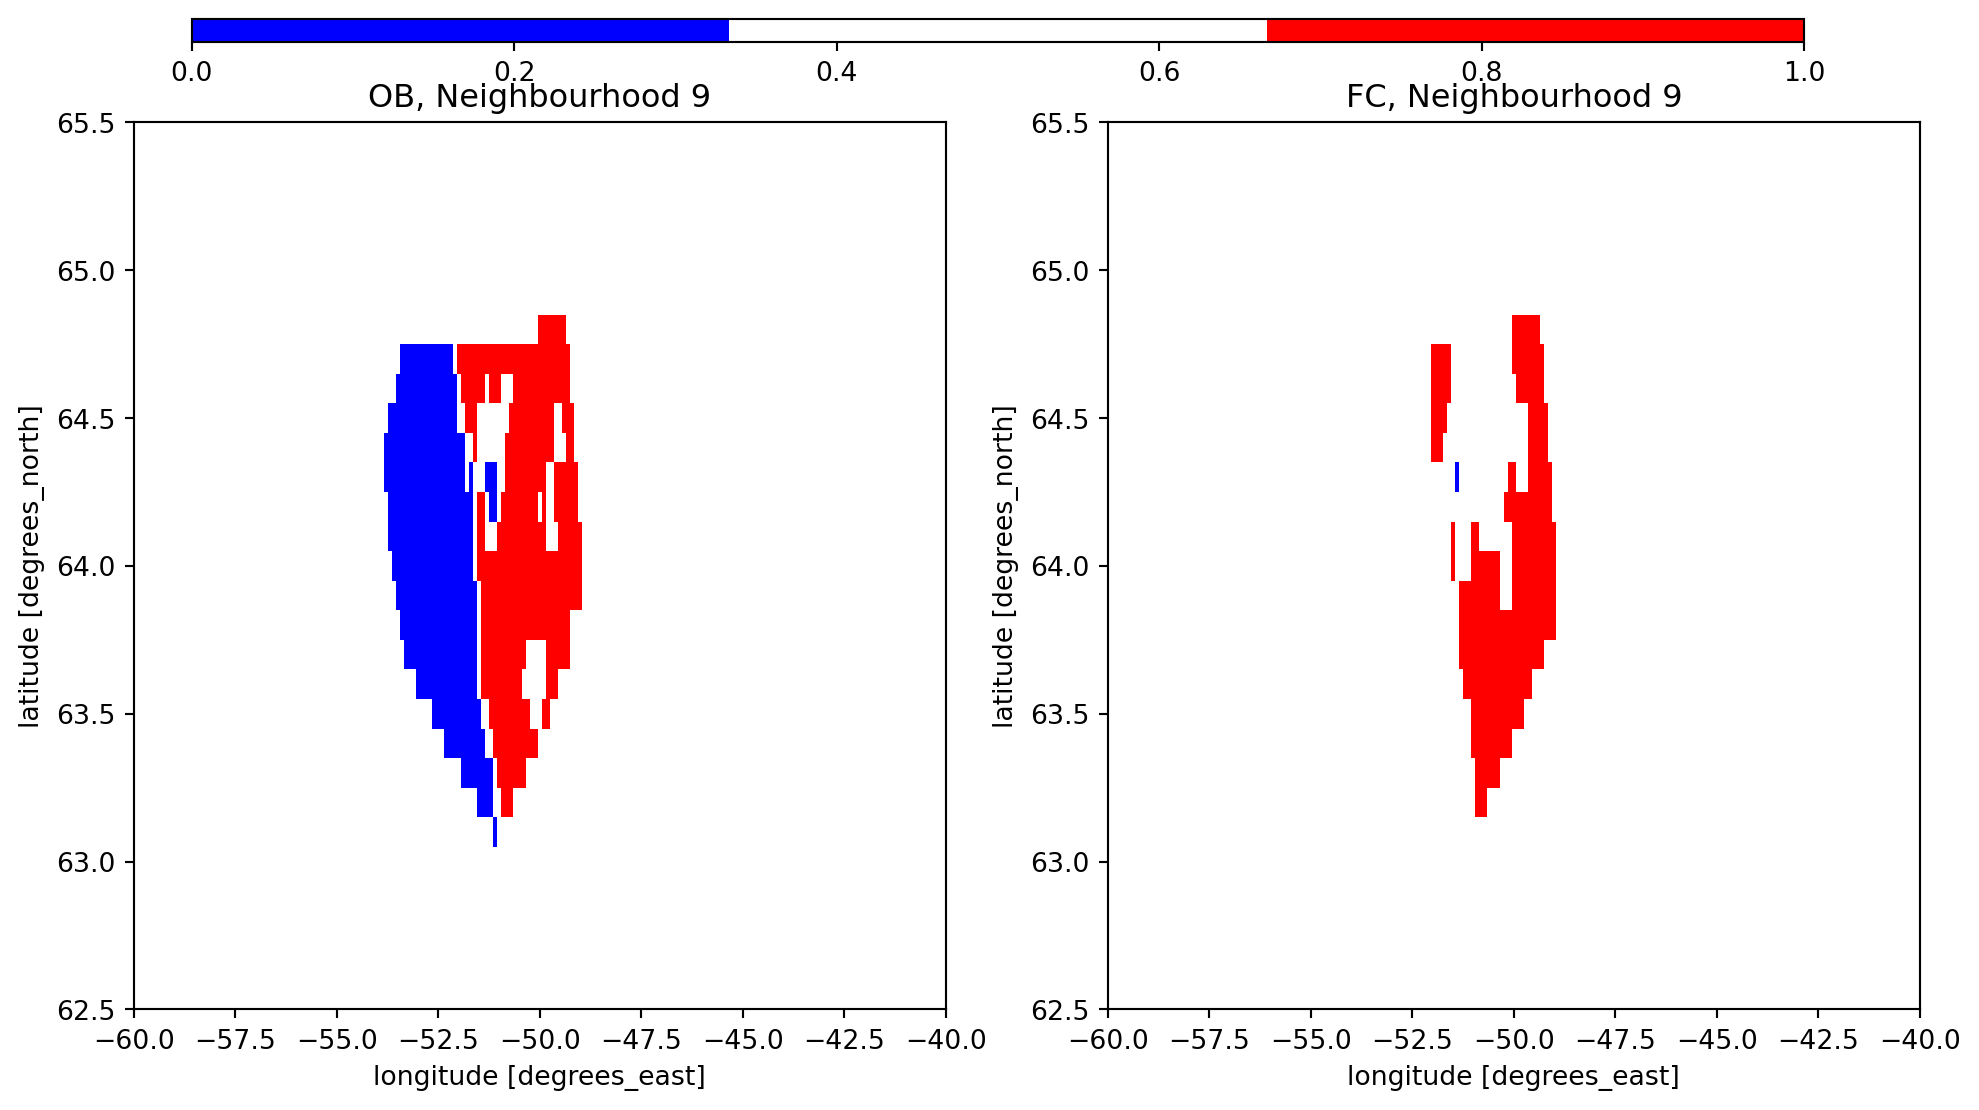 0.0 0.2 0.4 0.6 0.8 1.0
OB, Neighbourhood 9
65.5
65.0
64.5
64.0
63.5
63.0
62.5
latitude [degrees_north]
−60.0 −57.5 −55.0 −52.5 −50.0 −47.5 −45.0 −42.5 −40.0
longitude [degrees_east]
FC, Neighbourhood 9
65.5
65.0
64.5
64.0
63.5
63.0
62.5
latitude [degrees_north]
−60.0 −57.5 −55.0 −52.5 −50.0 −47.5 −45.0 −42.5 −40.0
longitude [degrees_east]